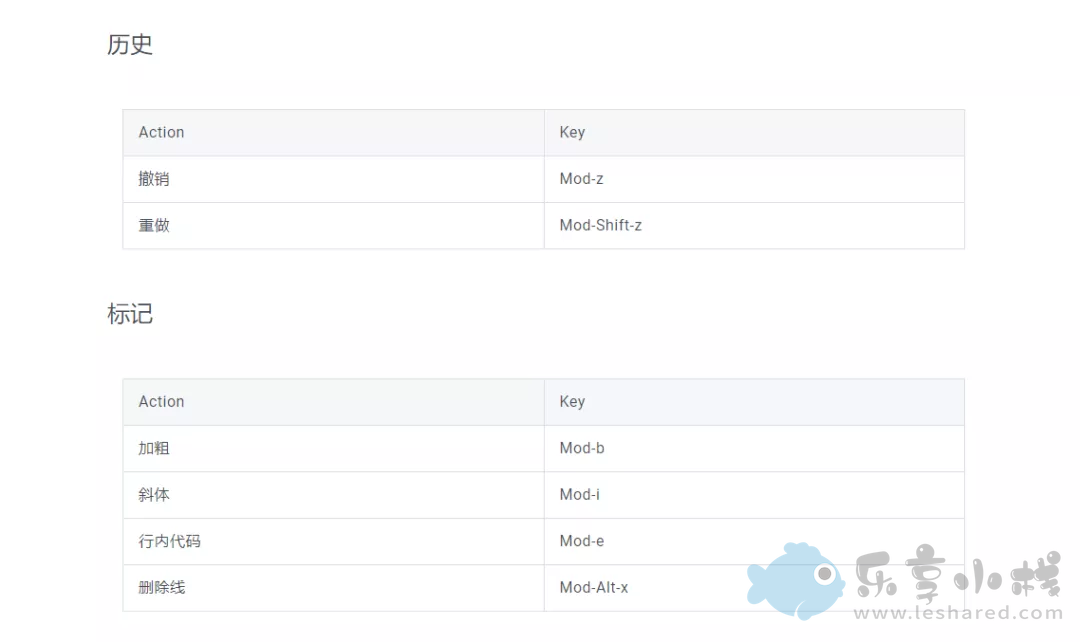 历史
Action Key
撤销 Mod-z
重做 Mod-Shift-z
标记
Action Key
加粗 Mod-b
斜体 Mod-i
行内代码 Mod-e
删除线 Mod-Alt-x
乐享小栈
www.leshared.com